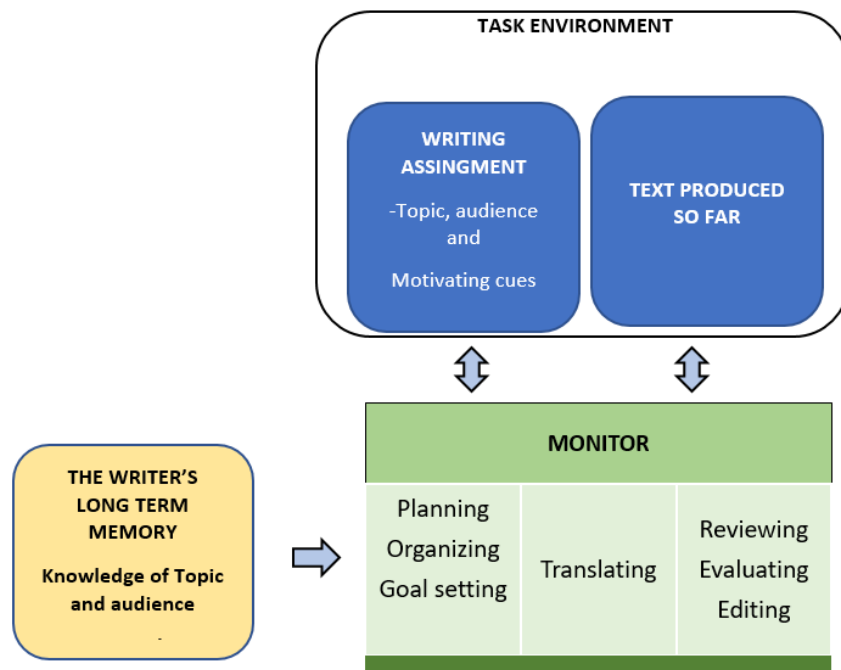 TASK ENVIRONMENT
WRITING
ASSINGMENT
-Topic, audience
and
Motivating cues
TEXT PRODUCED
SO FAR
MONITOR
THE WRITER’S
LONG TERM
MEMORY
Knowledge of Topic
and audience
.
Planning
Organizing
Goal setting
Translating
Reviewing
Evaluating
Editing